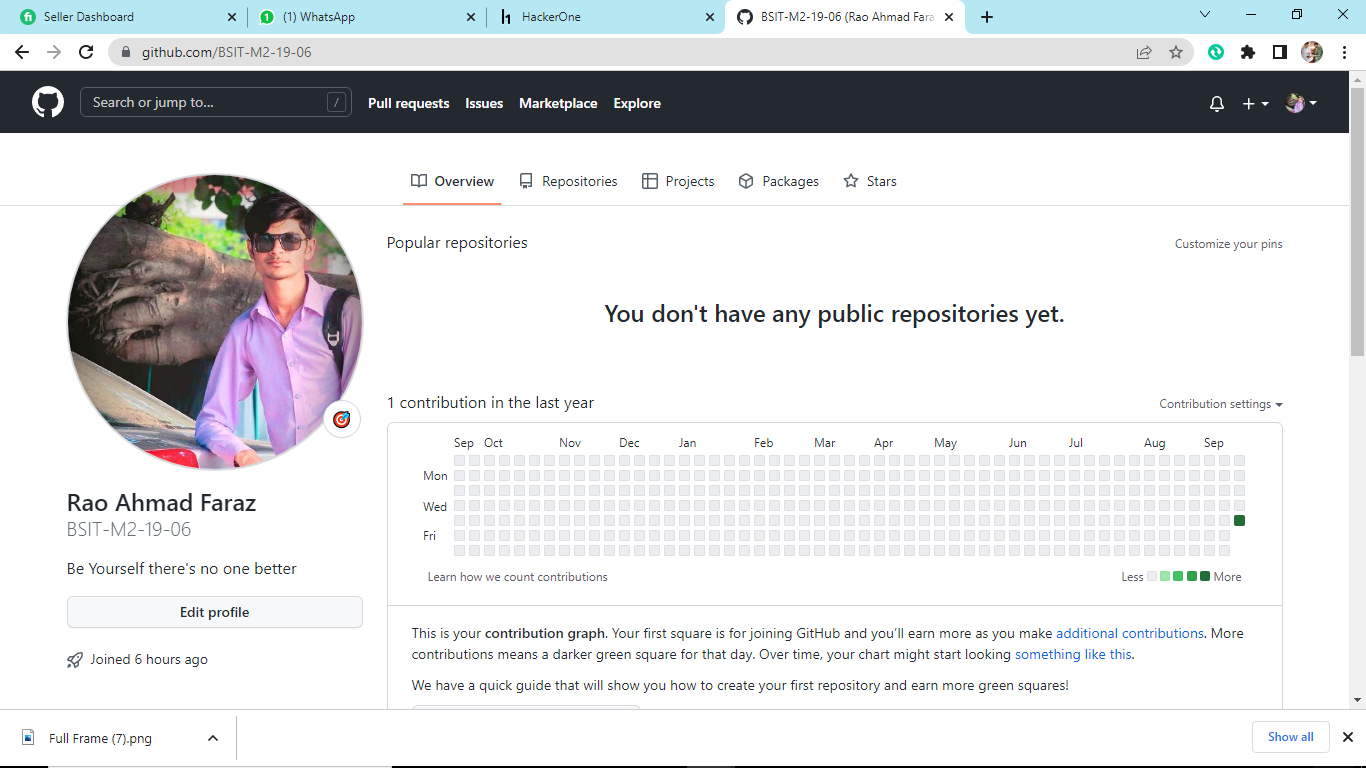 Seller Dashboard
(1) WhatsApp
HackerOne
BSIT-M2-19-06 (Rao Ahmad Fara
github.com/BSIT-M2-19-06
Search or jump to...
/
Pull requests
Issues
Marketplace
Explore
Overview
Repositories
Projects
Packages
Stars
Popular repositories
Customize your pins
You don't have any public repositories yet.
1 contribution in the last year
Contribution settings
Sep Oct Nov Dec Jan Feb Mar Apr May Jun Jul Aug Sep
Mon
Wed
Fri
Learn how we count contributions
Less More
Rao Ahmad Faraz
BSIT-M2-19-06
Be Yourself there's no one better
Edit profile
Joined 6 hours ago
This is your contribution graph. Your first square is for joining GitHub and you'll earn more as you make additional contributions. More
contributions means a darker green square for that day. Over time, your chart might start looking something like this.
We have a quick guide that will show you how to create your first repository and earn more green squares!
Full Frame (7).png
Show all